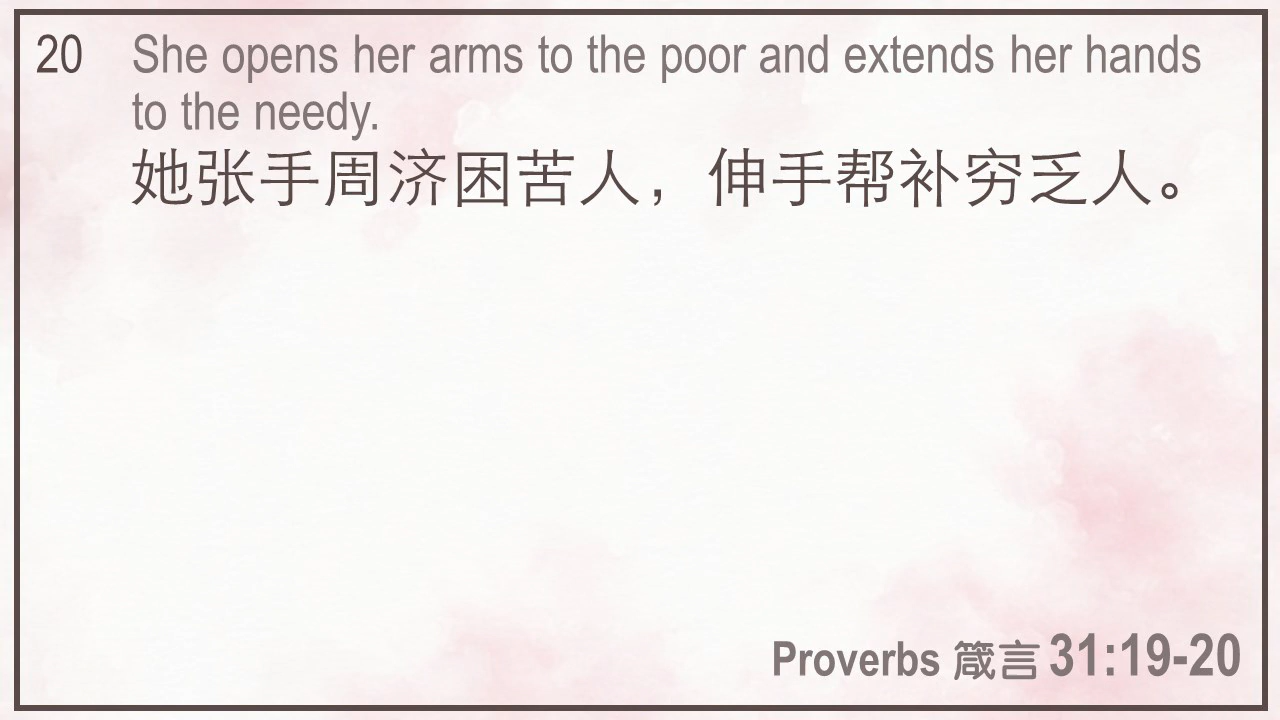 20 She opens her arms to the poor and extends her hands
to the needy.
她张手周济困苦人，伸手帮补穷乏人。
Proverbs 箴言 31:19-20